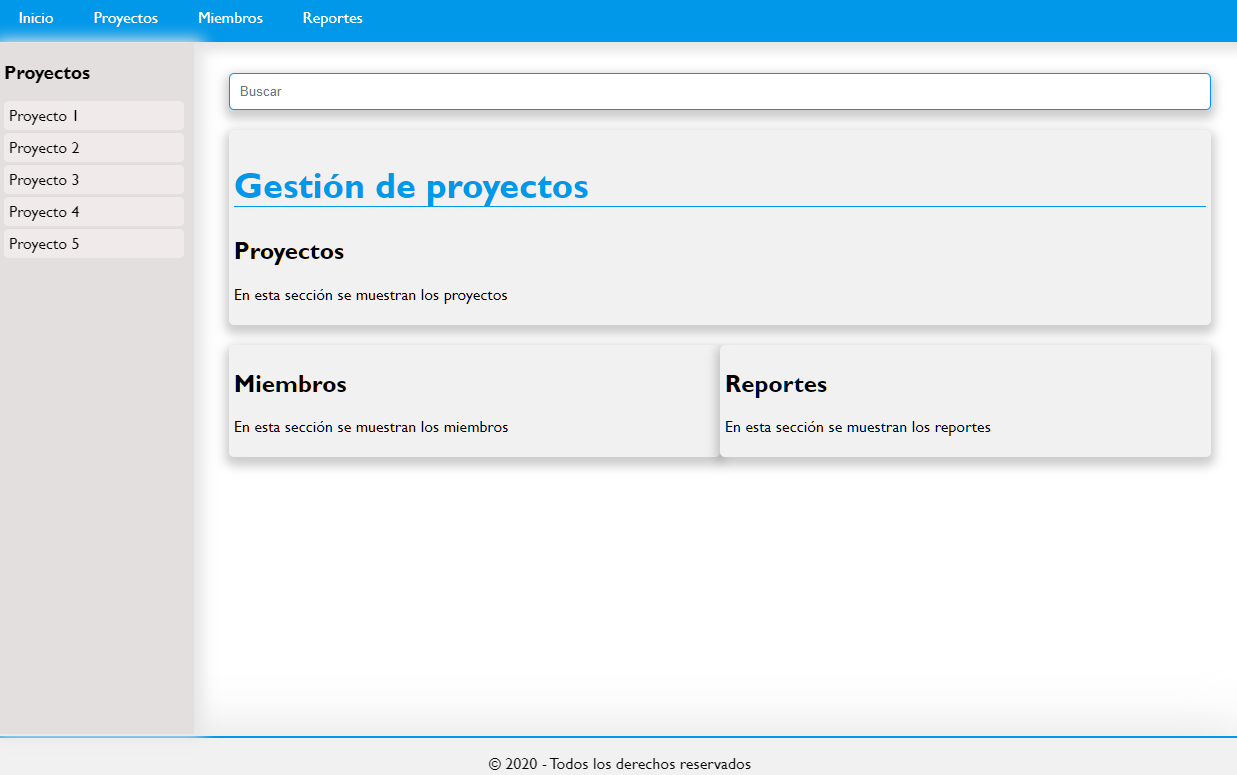 Inicio Proyectos Miembros Reportes
Proyectos
Proyecto 1
Proyecto 2
Proyecto 3
Proyecto 4
Proyecto 5
Buscar
Gestión de proyectos
Proyectos
En esta sección se muestran los proyectos
Miembros
En esta sección se muestran los miembros
Reportes
En esta sección se muestran los reportes
© 2020 - Todos los derechos reservados